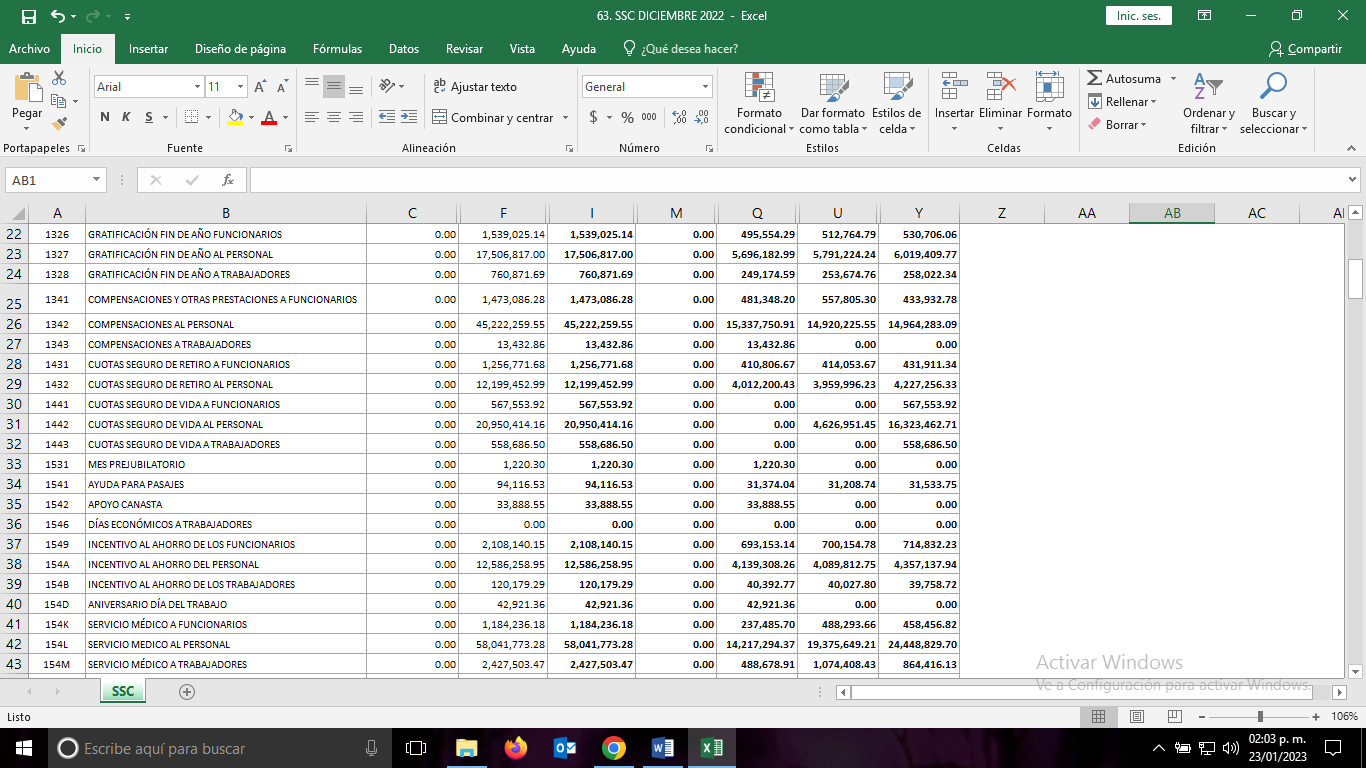 63. SSC DICIEMBRE 2022 - Excel
Inic. ses.
Archivo Inicio Insertar Diseño de página Fórmulas Datos Revisar Vista Ayuda ¿Qué desea hacer? Compartir
Pegar
Portapapeles
Arial 11
N K S
Fuente
Ajustar texto
Combinar y centrar
Alineación
General
$ % 000
Número
Formato condicional
Dar formato como tabla
Estilos de celda
Estilos
Insertar Eliminar Formato
Celdas
Autosuma
Rellenar
Borrar
Ordenar y filtrar
Buscar y seleccionar
Edición
AB1 fx
A B C F I M Q U Y Z AA AB AC
22 1326 GRATIFICACIÓN FIN DE AÑO FUNCIONARIOS 0.00 1,539,025.14 1,539,025.14 0.00 495,554.29 512,764.79 530,706.06
23 1327 GRATIFICACIÓN FIN DE AÑO AL PERSONAL 0.00 17,506,817.00 17,506,817.00 0.00 5,696,182.99 5,791,224.24 6,019,409.77
24 1328 GRATIFICACIÓN FIN DE AÑO A TRABAJADORES 0.00 760,871.69 760,871.69 0.00 249,174.59 253,674.76 258,022.34
25 1341 COMPENSACIONES Y OTRAS PRESTACIONES A FUNCIONARIOS 0.00 1,473,086.28 1,473,086.28 0.00 481,348.20 557,805.30 433,932.78
26 1342 COMPENSACIONES AL PERSONAL 0.00 45,222,259.55 45,222,259.55 0.00 15,337,750.91 14,920,225.55 14,964,283.09
27 1343 COMPENSACIONES A TRABAJADORES 0.00 13,432.86 13,432.86 0.00 13,432.86 0.00 0.00
28 1431 CUOTAS SEGURO DE RETIRO A FUNCIONARIOS 0.00 1,256,771.68 1,256,771.68 0.00 410,806.67 414,053.67 431,911.34
29 1432 CUOTAS SEGURO DE RETIRO AL PERSONAL 0.00 12,199,452.99 12,199,452.99 0.00 4,012,200.43 3,959,996.23 4,227,256.33
30 1441 CUOTAS SEGURO DE VIDA A FUNCIONARIOS 0.00 567,553.92 567,553.92 0.00 0.00 0.00 567,553.92
31 1442 CUOTAS SEGURO DE VIDA AL PERSONAL 0.00 20,950,414.16 20,950,414.16 0.00 0.00 4,626,951.45 16,323,462.71
32 1443 CUOTAS SEGURO DE VIDA A TRABAJADORES 0.00 558,686.50 558,686.50 0.00 0.00 0.00 558,686.50
33 1531 MES PREJUBILATORIO 0.00 1,220.30 1,220.30 0.00 1,220.30 0.00 0.00
34 1541 AYUDA PARA PASAJES 0.00 94,116.53 94,116.53 0.00 31,374.04 31,208.74 31,533.75
35 1542 APOYO CANASTA 0.00 33,888.55 33,888.55 0.00 33,888.55 0.00 0.00
36 1546 DÍAS ECONÓMICOS A TRABAJADORES 0.00 0.00 0.00 0.00 0.00 0.00 0.00
37 1549 INCENTIVO AL AHORRO DE LOS FUNCIONARIOS 0.00 2,108,140.15 2,108,140.15 0.00 693,153.14 700,154.78 714,832.23
38 154A INCENTIVO AL AHORRO DEL PERSONAL 0.00 12,586,258.95 12,586,258.95 0.00 4,139,308.26 4,089,812.75 4,357,137.94
39 154B INCENTIVO AL AHORRO DE LOS TRABAJADORES 0.00 120,179.29 120,179.29 0.00 40,392.77 40,027.80 39,758.72
40 154D ANIVERSARIO DÍA DEL TRABAJO 0.00 42,921.36 42,921.36 0.00 42,921.36 0.00 0.00
41 154K SERVICIO MÉDICO A FUNCIONARIOS 0.00 1,184,236.18 1,184,236.18 0.00 237,485.70 488,293.66 458,456.82
42 154L SERVICIO MEDICO AL PERSONAL 0.00 58,041,773.28 58,041,773.28 0.00 14,217,294.37 19,375,649.21 24,448,829.70
43 154M SERVICIO MÉDICO A TRABAJADORES 0.00 2,427,503.47 2,427,503.47 0.00 488,678.91 1,074,408.43 864,416.13
Activar Windows
Ve a Configuración para activar Windows.
SSC
Listo 106%
Escribe aquí para buscar
02:03 p. m.
23/01/2023